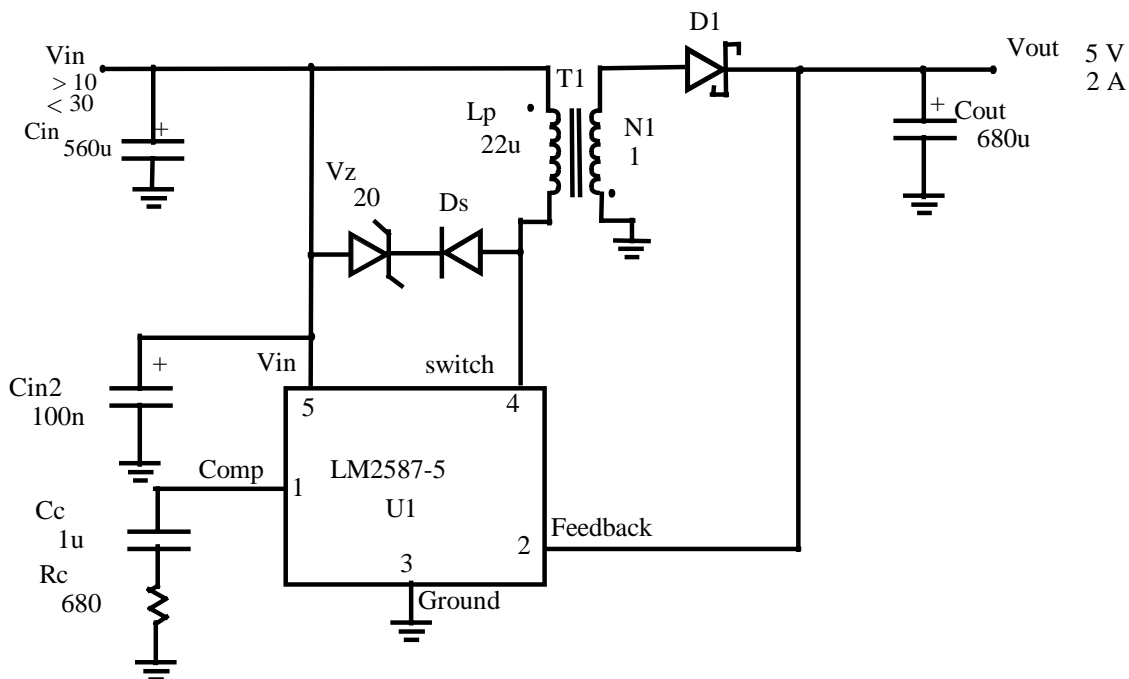 D1
Vin
> 10
< 30
Vout 5 V
2 A
T1
Cin
+
560u
Lp
22u
N1
1
+
Cout
680u
Vz
20
Ds
+
Vin
switch
Cin2
100n
5
4
Comp
1
LM2587-5
U1
Cc
1u
Feedback
2
Rc
680
3
Ground